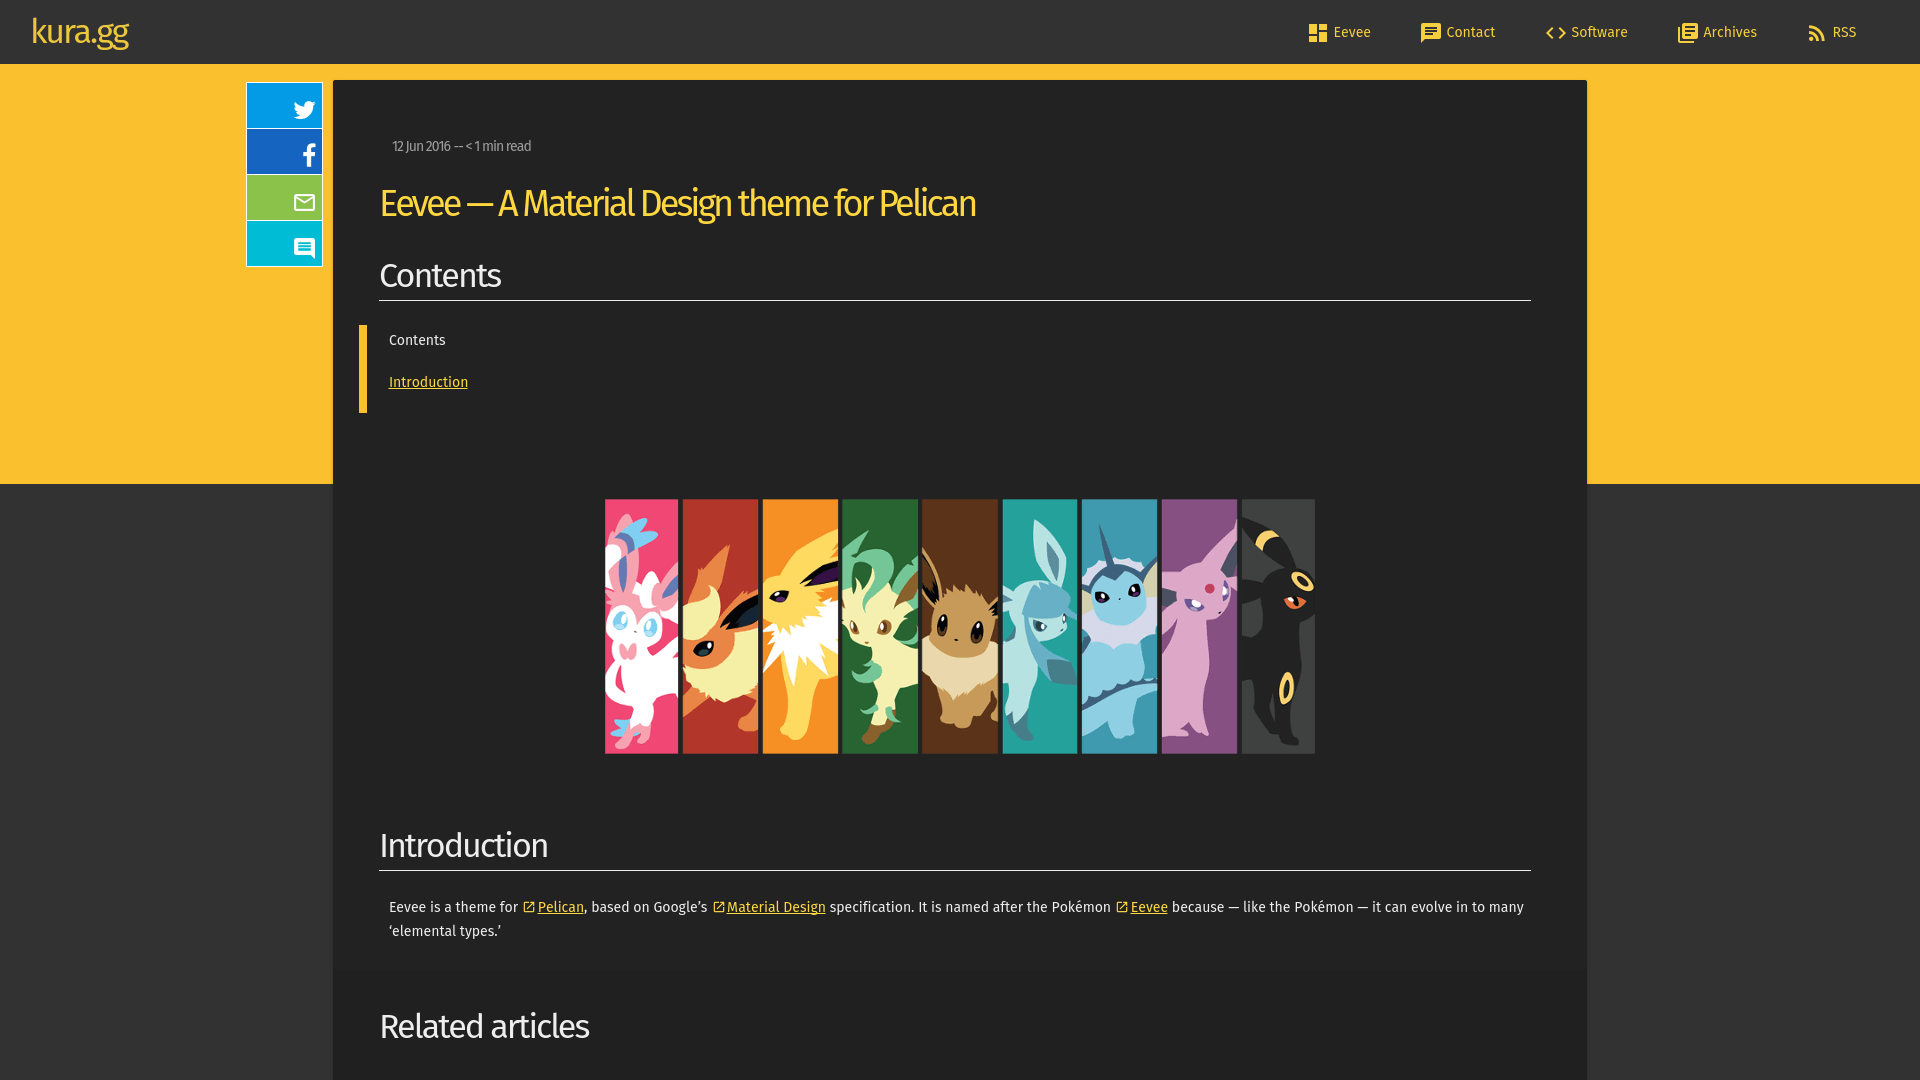 kura.gg
Eevee
Contact
Software
Archives
RSS
12 Jun 2016 -- < 1 min read
Eevee — A Material Design theme for Pelican
Contents
Contents
Introduction
Introduction
Eevee is a theme for Pelican, based on Google’s Material Design specification. It is named after the Pokémon Eevee because — like the Pokémon — it can evolve in to many
‘elemental types.’
Related articles